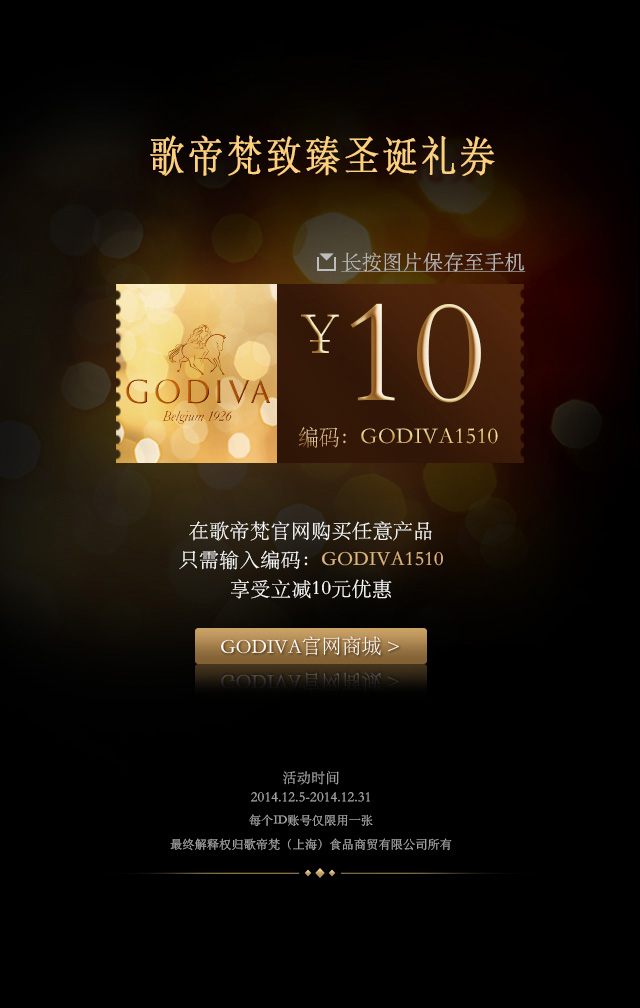 歌帝梵致臻圣诞礼券
长按图片保存至手机
GODIVA
Belgium 1926
¥10
编码：GODIVA1510
在歌帝梵官网购买任意产品
只需输入编码：GODIVA1510
享受立减10元优惠
GODIVA官网商城 >
活动时间
2014.12.5-2014.12.31
每个ID账号仅限用一张
最终解释权归歌帝梵（上海）食品商贸有限公司所有